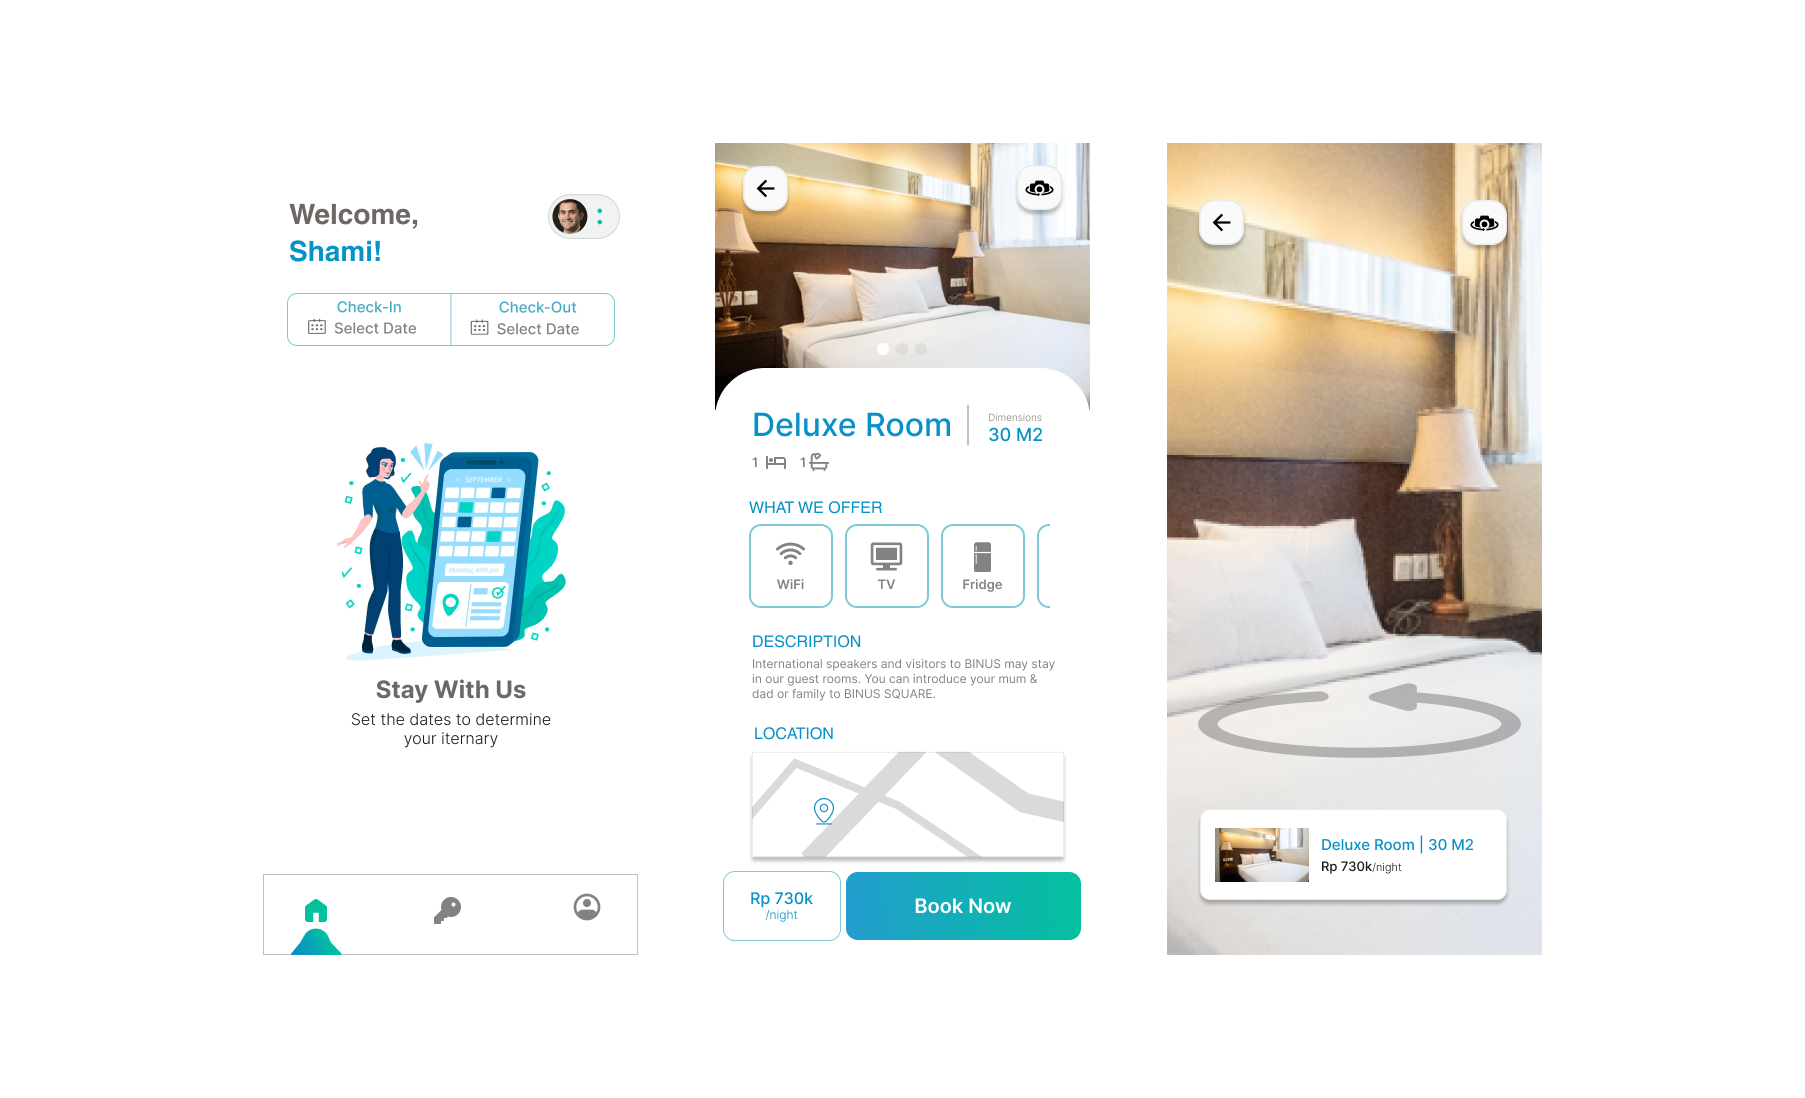 Welcome,
Shami!
Check-In
Select Date
Check-Out
Select Date
< SEPTEMBER >
Monday, 4:00 pm
Stay With Us
Set the dates to determine
your iternary
Deluxe Room
Dimensions
30 M2
1 1
WHAT WE OFFER
WiFi
TV
Fridge
DESCRIPTION
International speakers and visitors to BINUS may stay
in our guest rooms. You can introduce your mum &
dad or family to BINUS SQUARE.
LOCATION
Rp 730k
/night
Book Now
Deluxe Room | 30 M2
Rp 730k/night